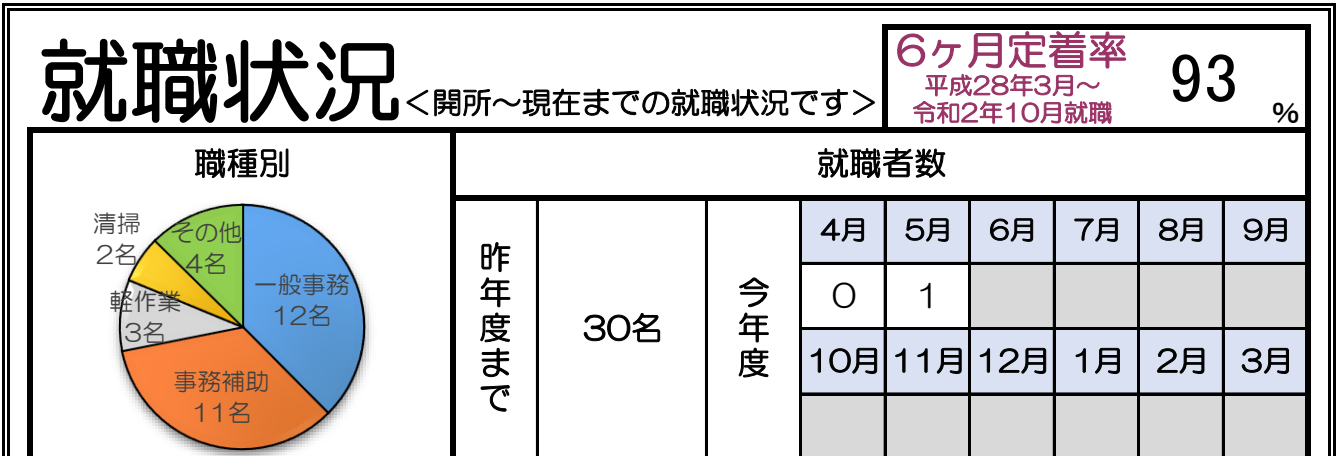 就職状況＜開所～現在までの就職状況です＞
6ヶ月定着率
平成28年3月～
令和2年10月就職
93
%
職種別
清掃
2名
その他
4名
一般事務
12名
軽作業
3名
事務補助
11名
就職者数
昨年度まで
30名
今年度
4月 5月 6月 7月 8月 9月
0 1
10月 11月 12月 1月 2月 3月